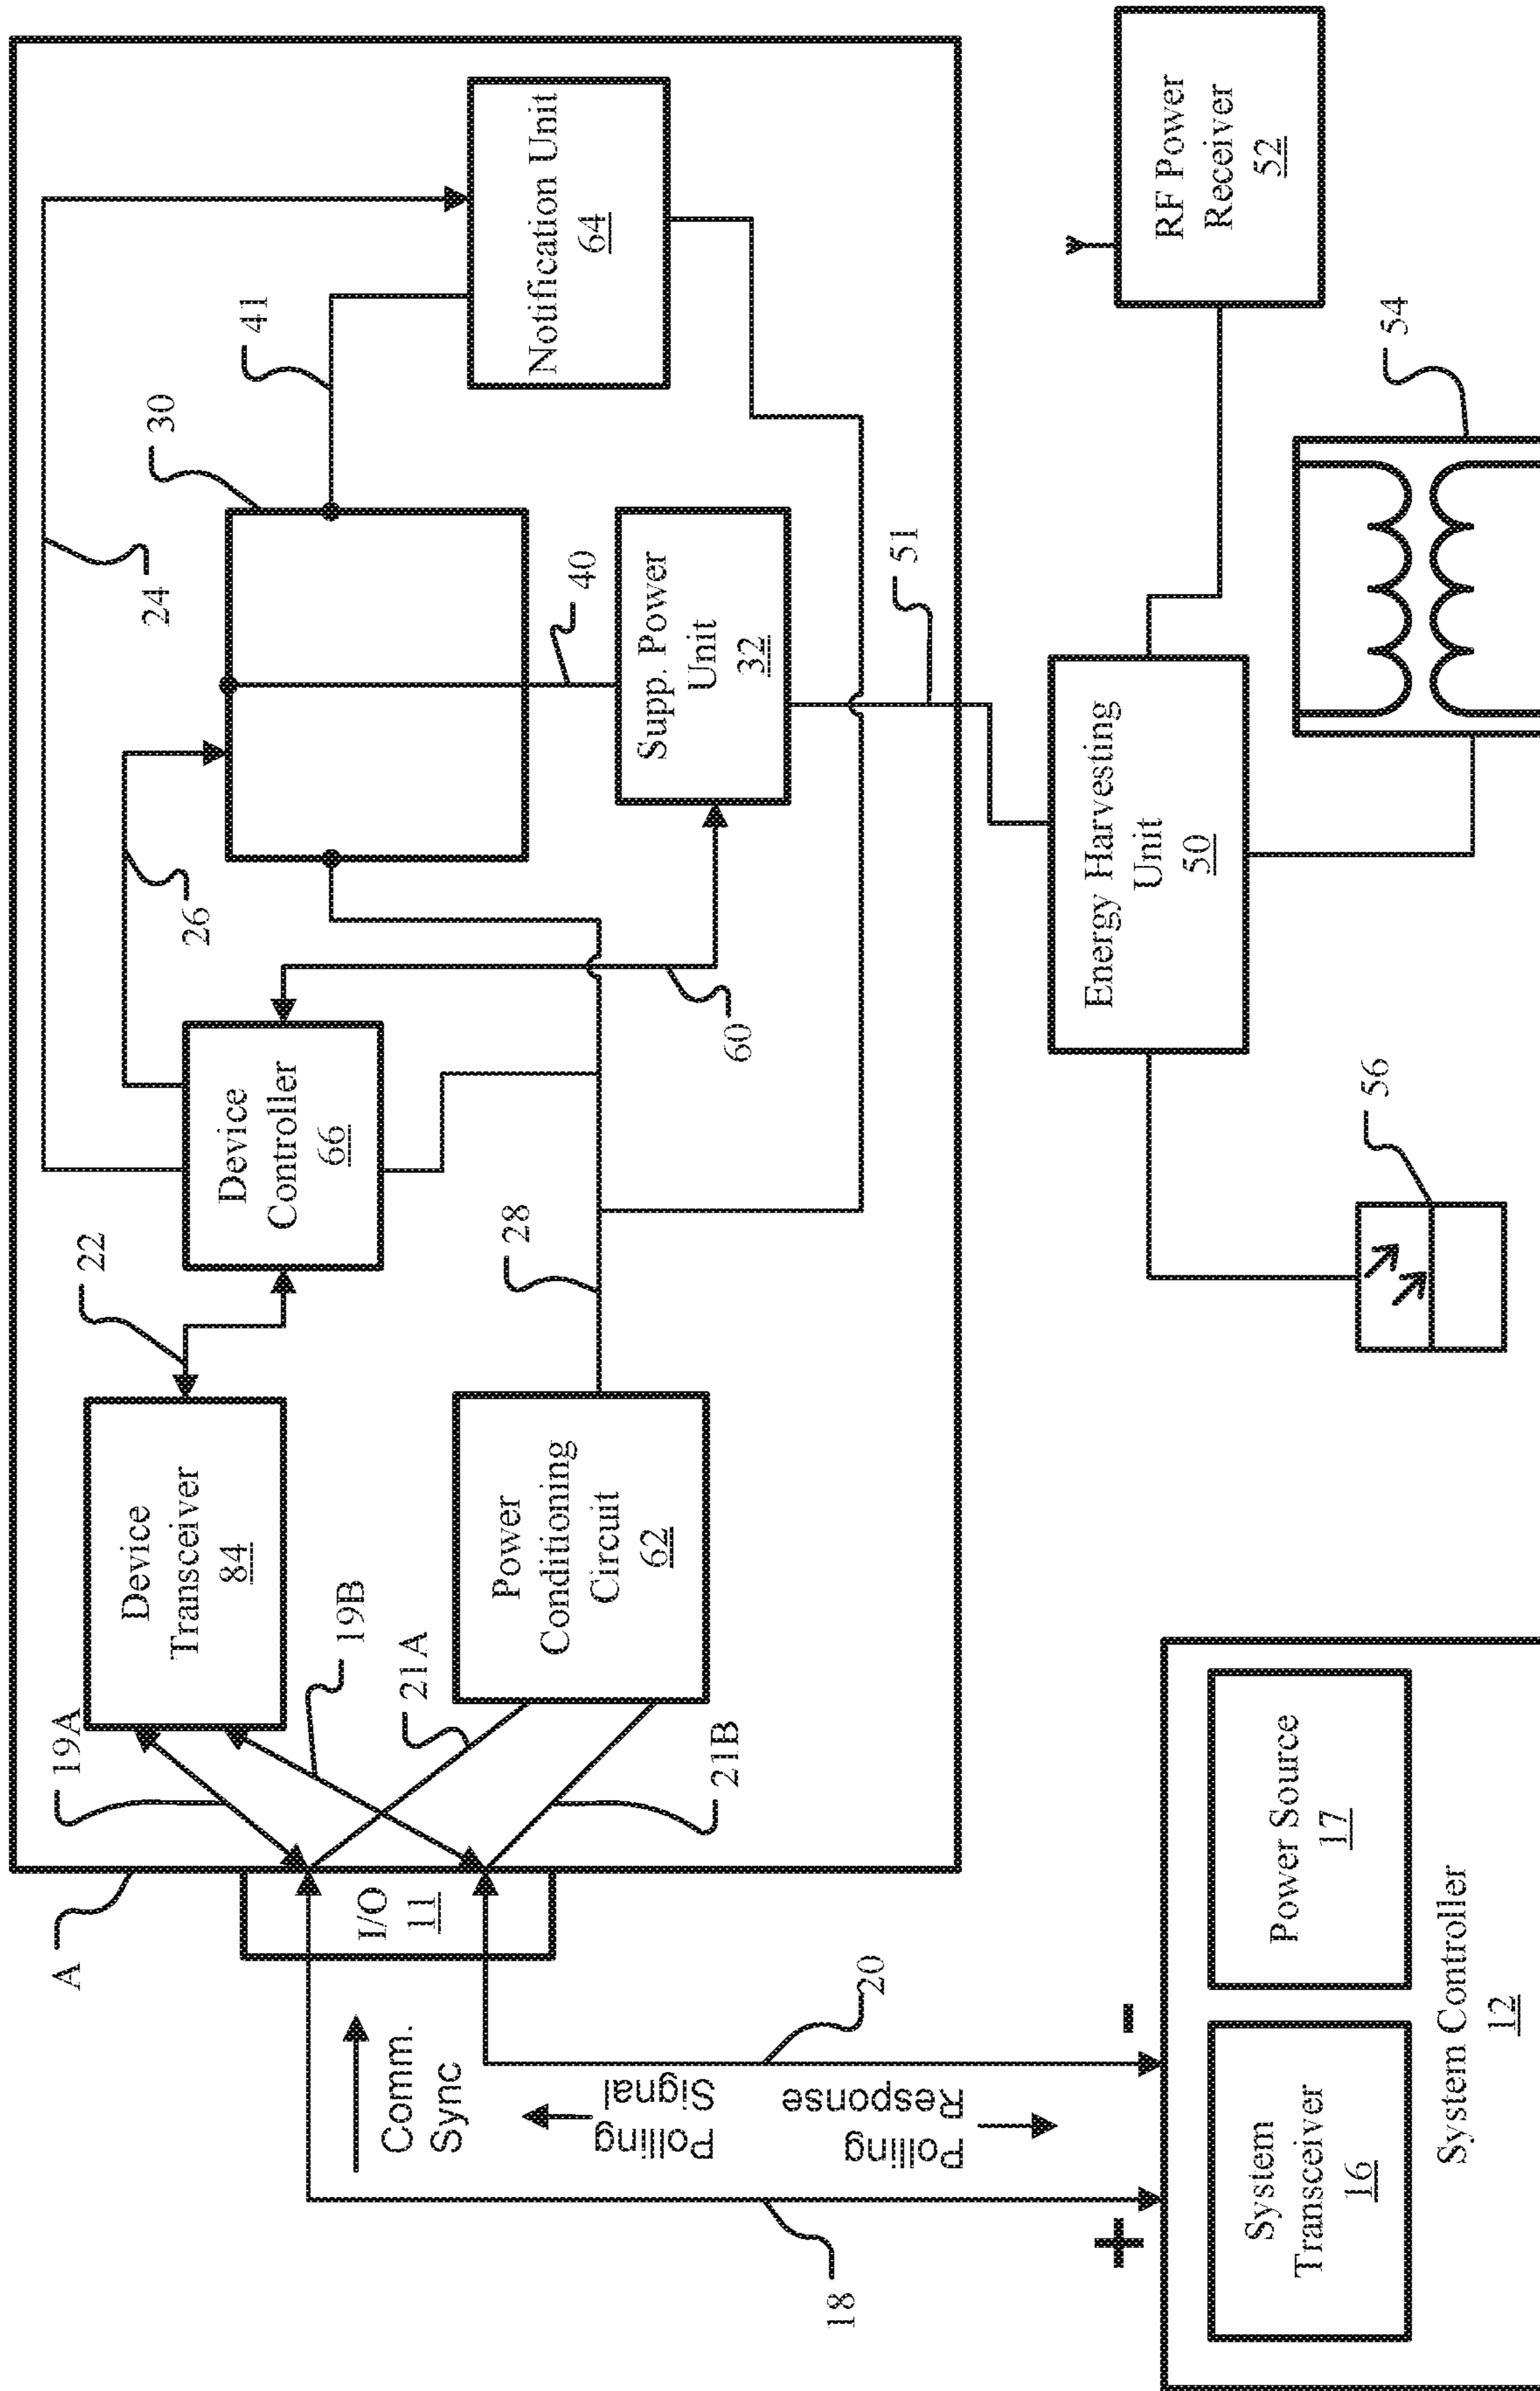 A
19A
Device
Transceiver
84
22
Device
Controller
66
26
24
30
41
Notification Unit
64
I/O
11
19B
21A
21B
Power
Conditioning
Circuit
62
28
60
40
Supp. Power
Unit
32
51
Comm.
Sync
Polling
Signal
Polling
Response
18
20
+
-
System
Transceiver
16
Power Source
17
System Controller
12
56
Energy Harvesting
Unit
50
54
RF Power
Receiver
52